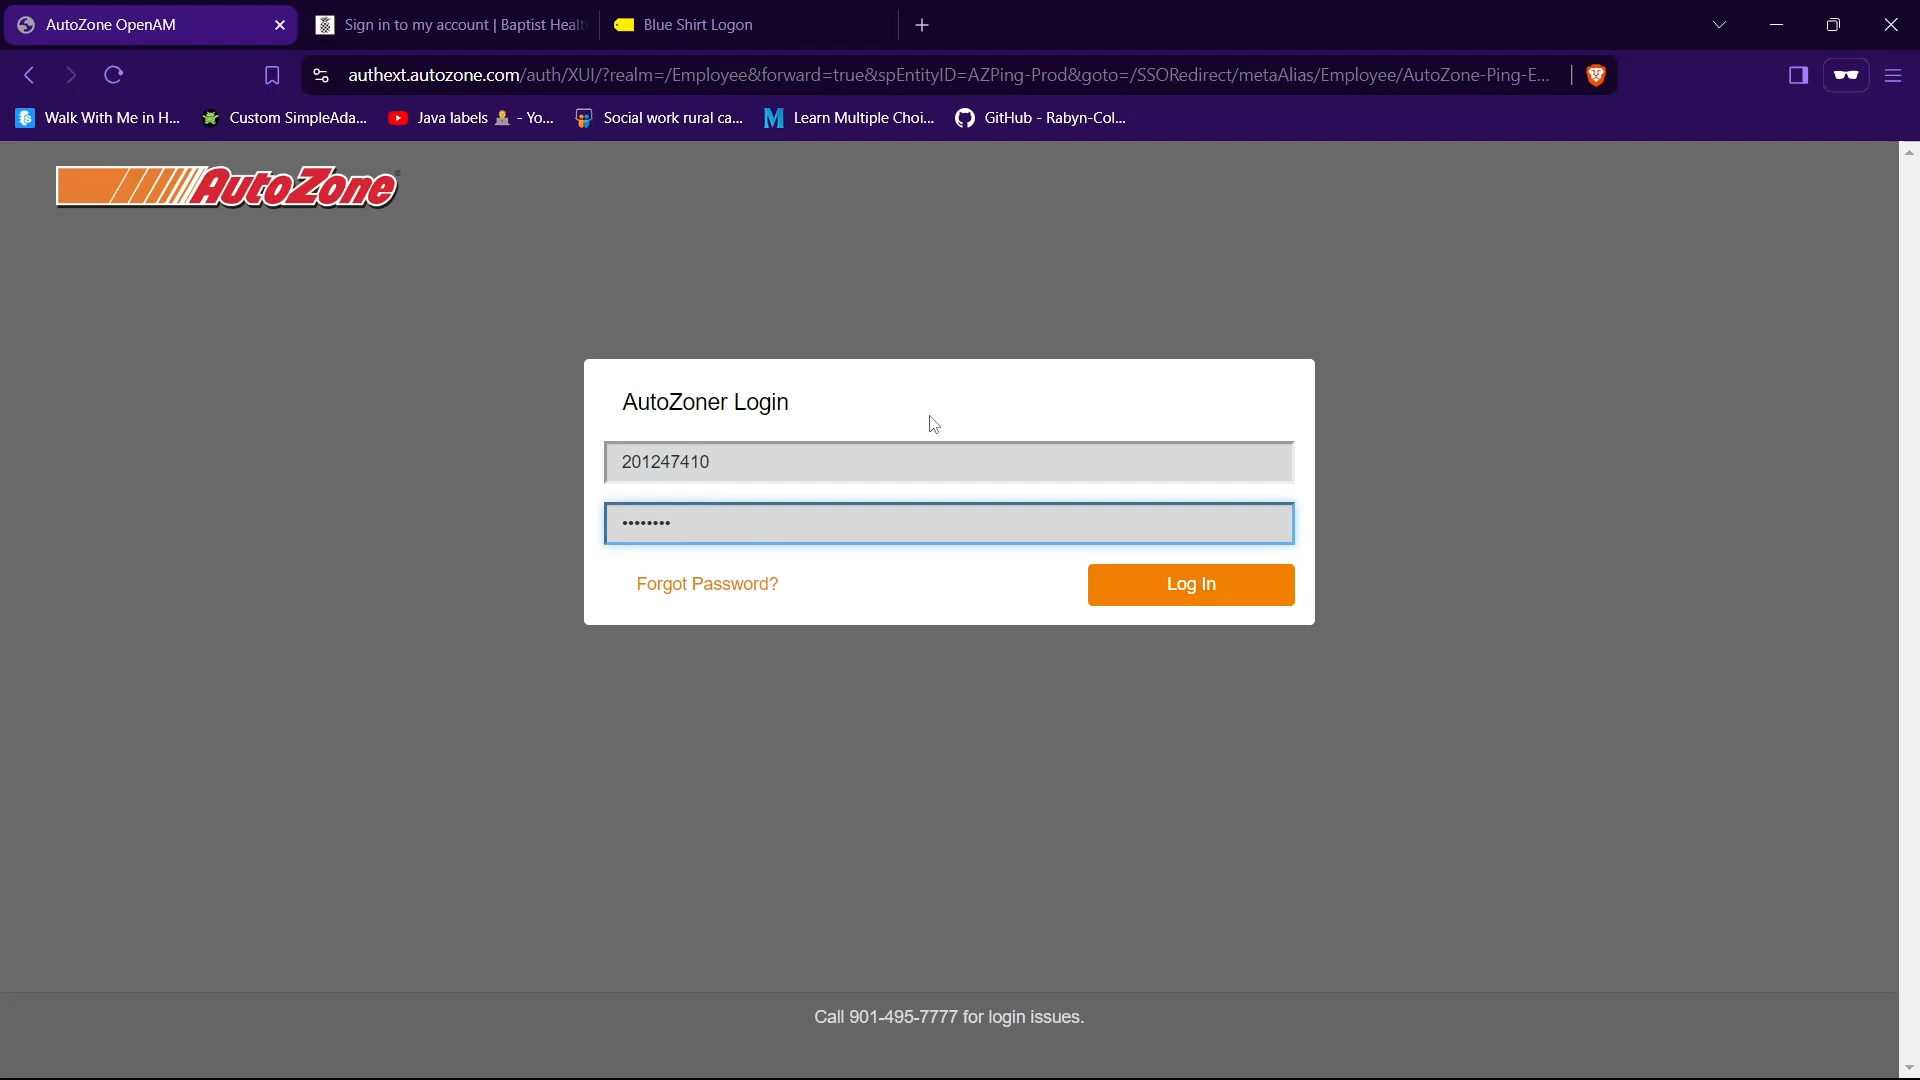 AutoZone OpenAM
Sign in to my account | Baptist Healt
Blue Shirt Logon
authext.autozone.com/auth/XUI/?realm=/Employee&forward=true&spEntityID=AZPing-Prod&goto=/SSORedirect/metaAlias/Employee/AutoZone-Ping-E...
Walk With Me in H...
Custom SimpleAda...
Java labels 🧑‍💻 - Yo...
Social work rural ca...
Learn Multiple Choi...
GitHub - Rabyn-Col...
AutoZone
AutoZoner Login
201247410
••••••••
Forgot Password?
Log In
Call 901-495-7777 for login issues.